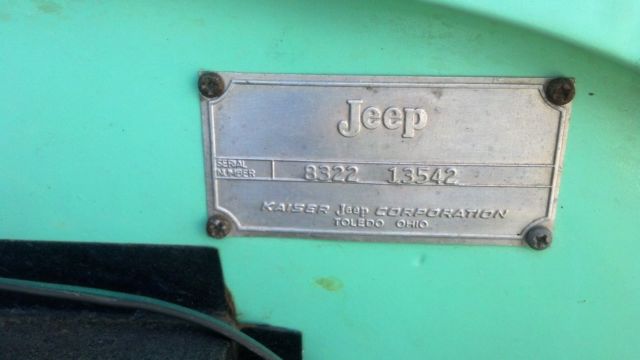 Jeep
SERIAL
NUMBER
8322 13542
KAISER Jeep CORPORATION
TOLEDO OHIO